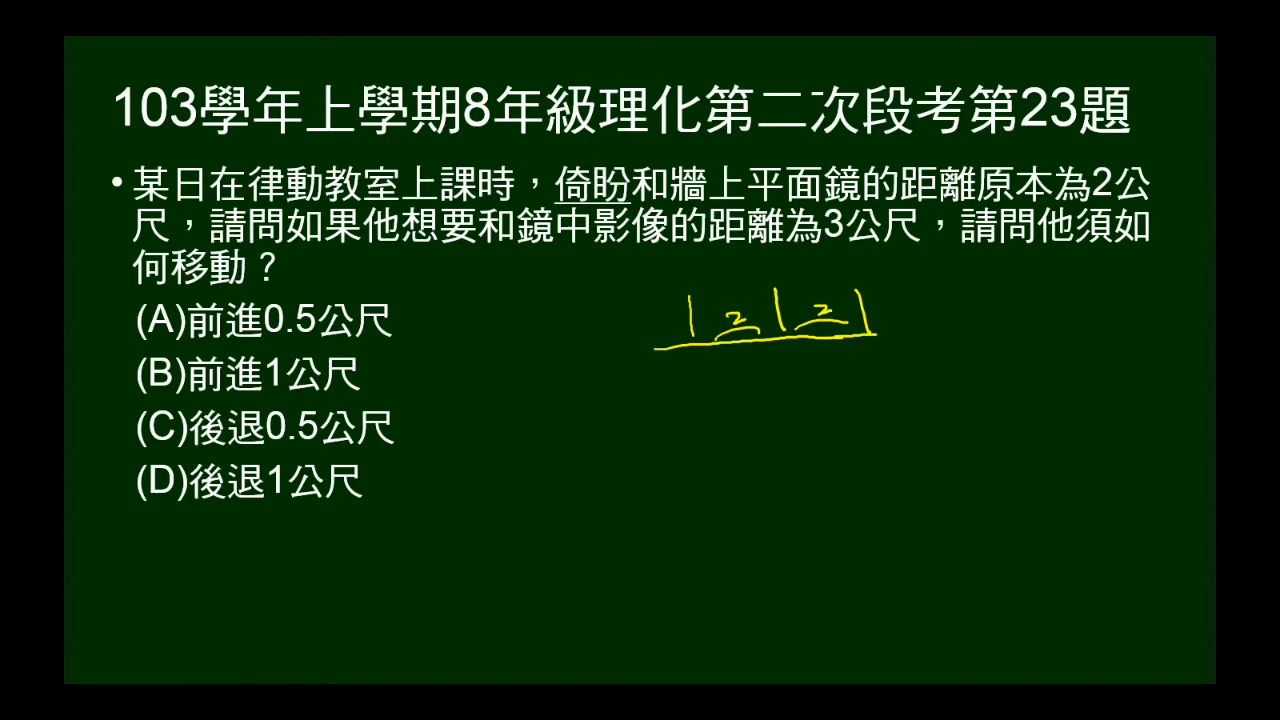 103學年上學期8年級理化第二次段考第23題
• 某日在律動教室上課時，倚盼和牆上平面鏡的距離原本為2公
尺，請問如果他想要和鏡中影像的距離為3公尺，請問他須如
何移動？
(A)前進0.5公尺
2 2
(B)前進1公尺
(C)後退0.5公尺
(D)後退1公尺